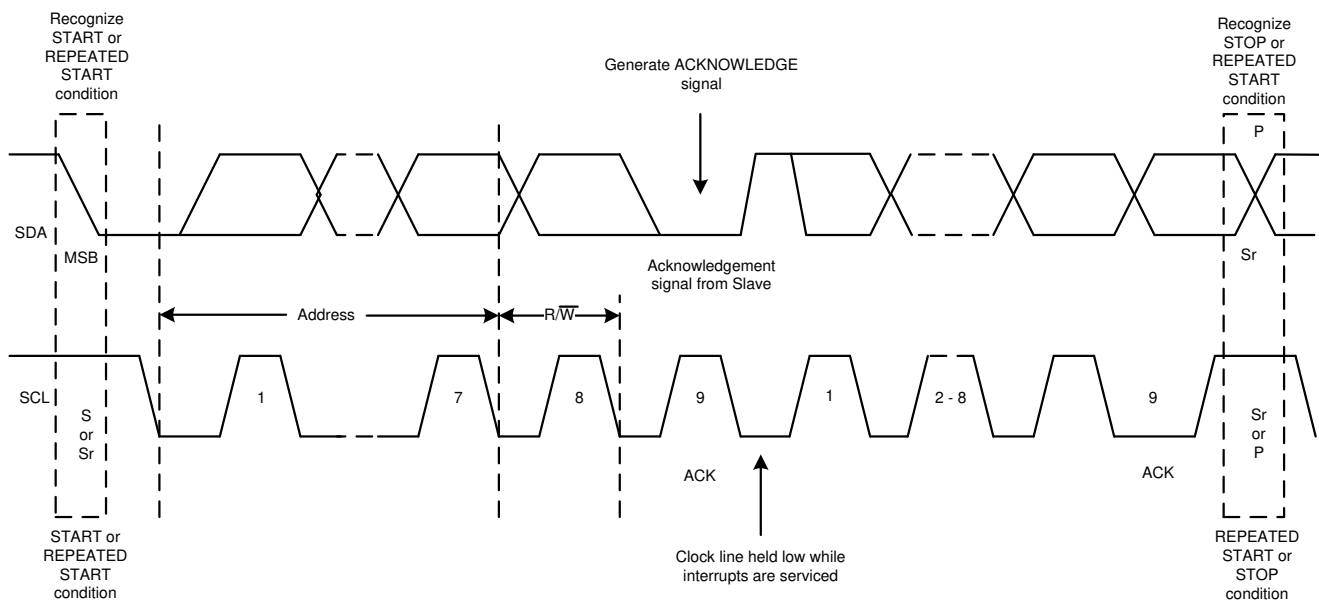 Recognize
START or
REPEATED
START
condition
Generate ACKNOWLEDGE
signal
Recognize
STOP or
REPEATED
START
condition
P
SDA
MSB
Acknowledgement
signal from Slave
Sr
Address
R/W̅
SCL
S
or
Sr
1
7
8
9
1
2 - 8
9
Sr
or
P
ACK
ACK
START or
REPEATED
START
condition
Clock line held low while
interrupts are serviced
REPEATED
START or
STOP
condition